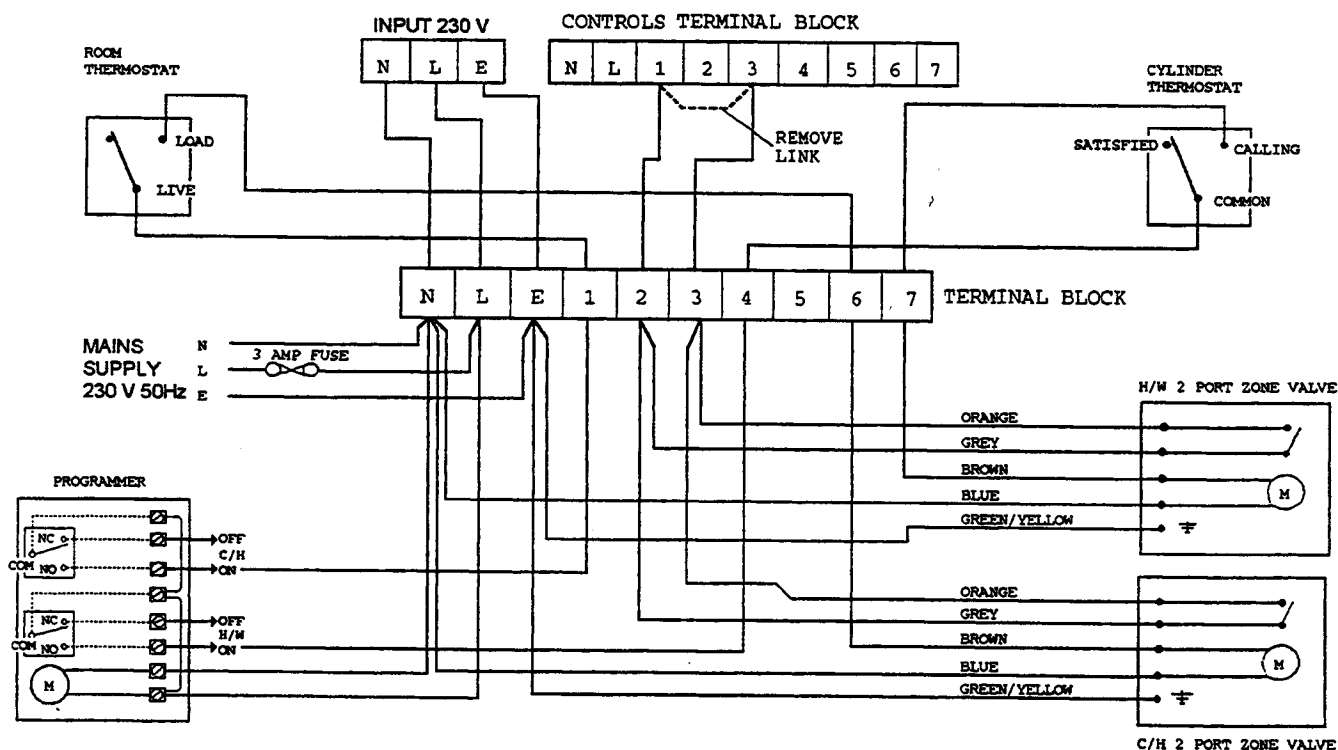 INPUT 230 V
N L E
CONTROLS TERMINAL BLOCK
N L 1 2 3 4 5 6 7
REMOVE
LINK
ROOM
THERMOSTAT
LOAD
LIVE
CYLINDER
THERMOSTAT
SATISFIED
CALLING
COMMON
N L E 1 2 3 4 5 6 7
TERMINAL BLOCK
MAINS
SUPPLY
230 V 50Hz
N
L
E
3 AMP FUSE
H/W 2 PORT ZONE VALVE
ORANGE
GREY
BROWN
BLUE
GREEN/YELLOW
M
PROGRAMMER
NC
COM
NO
OFF
C/H
ON
NC
COM
NO
OFF
H/W
ON
M
ORANGE
GREY
BROWN
BLUE
GREEN/YELLOW
M
C/H 2 PORT ZONE VALVE